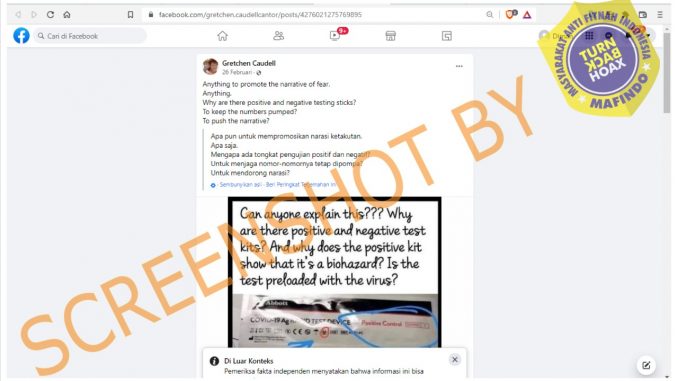 facebook.com/gretchen.caudellcantor/posts/4276021275769895
Cari di Facebook
9+
Gretchen Caudell
20 Februari
Anything to promote the narrative of fear.
Anything.
Why are there positive and negative testing sticks?
To keep the numbers pumped?
To push the narrative?
Apa pun untuk mempromosikan narasi ketakutan.
Apa saja.
Mengapa ada tongkat pengujian positif dan negatif?
Untuk menjaga nomor-nomornya tetap dipompa?
Untuk mendorong narasi?
Sembunyikan asli · Beri Peringkat Terjemahan ini
Can anyone explain this??? Why
are there positive and negative test
kits? And why does the positive kit
show that it's a biohazard? Is the
test preloaded with the virus?
Abbott
COVID-19 Ag TEST DEVICE
Positive Control
Di Luar Konteks
Pemeriksa fakta independen menyatakan bahwa informasi ini bisa
SCREENSHOT BY
MASYARAKAT ANTI FITNAH INDONESIA
TURN
BACK
HOAX
MAFINDO